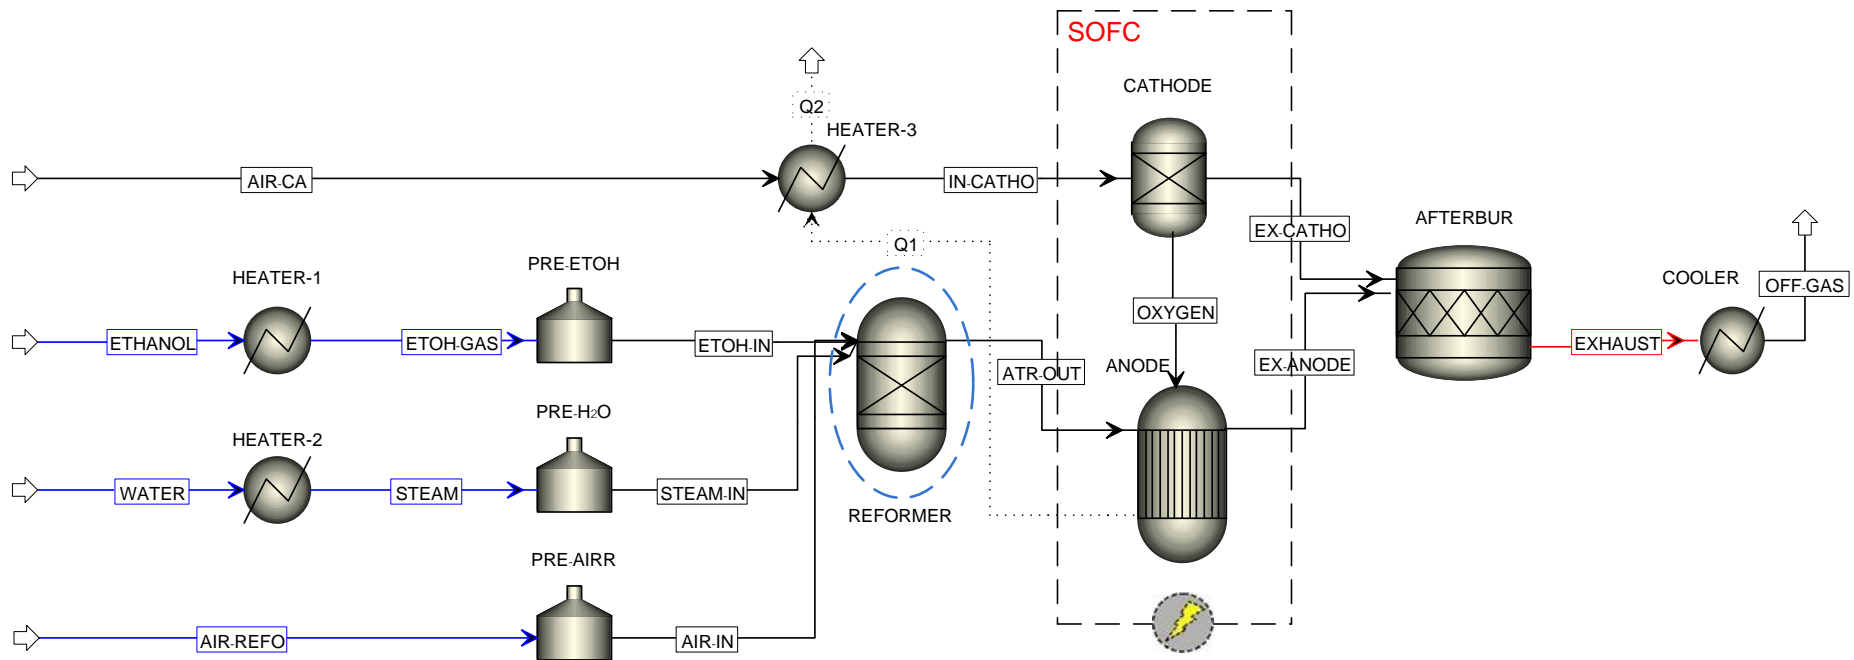 SOFC
CATHODE
Q2
HEATER-3
AIR-CA
IN-CATHO
EX-CATHO
AFTERBUR
Q1
PRE-ETOH
HEATER-1
COOLER
OFF-GAS
OXYGEN
ETHANOL
ETOH-GAS
ETOH-IN
EXHAUST
ATR-OUT
ANODE
EX-ANODE
PRE-H₂O
HEATER-2
WATER
STEAM
STEAM-IN
REFORMER
PRE-AIRR
AIR-REFO
AIR-IN